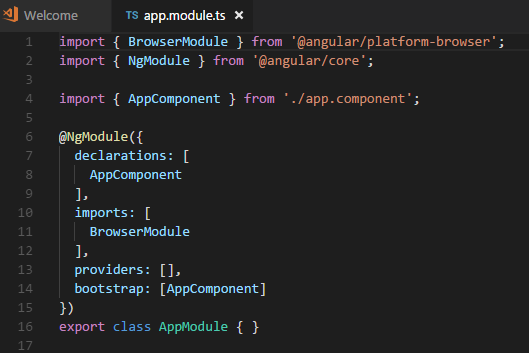 Welcome
TS app.module.ts ×
1 import { BrowserModule } from '@angular/platform-browser';
2 import { NgModule } from '@angular/core';
3
4 import { AppComponent } from './app.component';
5
6 @NgModule({
7   declarations: [
8     AppComponent
9   ],
10   imports: [
11     BrowserModule
12   ],
13   providers: [],
14   bootstrap: [AppComponent]
15 })
16 export class AppModule { }
17